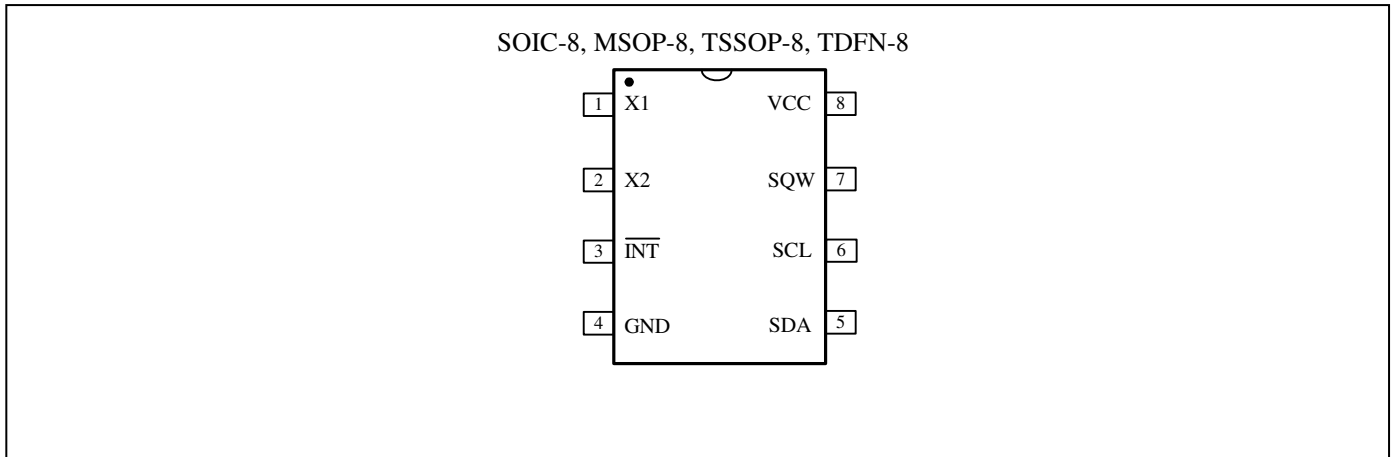 SOIC-8, MSOP-8, TSSOP-8, TDFN-8
1 X1 VCC 8
2 X2 SQW 7
3 I̅N̅T̅ SCL 6
4 GND SDA 5